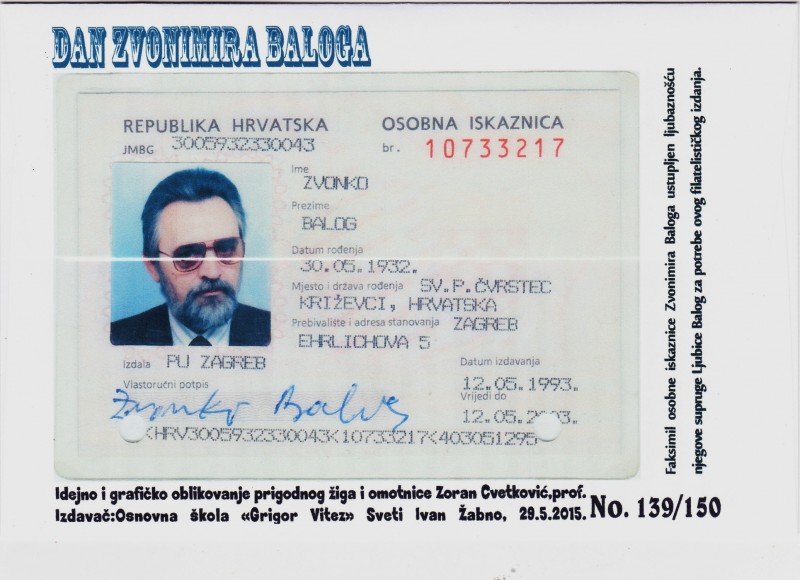 DAN ZVONIMIRA BALOGA
REPUBLIKA HRVATSKA
OSOBNA ISKAZNICA
JMBG 3005932330043
br. 10733217
Ime
ZVONKO
Prezime
BALOG
Datum rođenja
30.05.1932.
Mjesto i država rođenja SV.P.ČVRSTEC
KRIŽEVCI, HRVATSKA
Prebivalište i adresa stanovanja ZAGREB
EHRLICHOVA 5
Izdala PU ZAGREB
Datum izdavanja
12.05.1993.
Vlastoručni potpis
Vrijedi do
Zvonko Balog
12.05.2003.
<HRV3005932330043<10733217<403051295
Faksimil osobne iskaznice Zvonimira Baloga ustupljen ljubaznošću
njegove supruge Ljubice Balog za potrebe ovog filatelističkog izdanja.
Idejno i grafičko oblikovanje prigodnog žiga i omotnice Zoran Cvetković,prof.
Izdavač:Osnovna škola «Grigor Vitez» Sveti Ivan Žabno, 29.5.2015.
No. 139/150